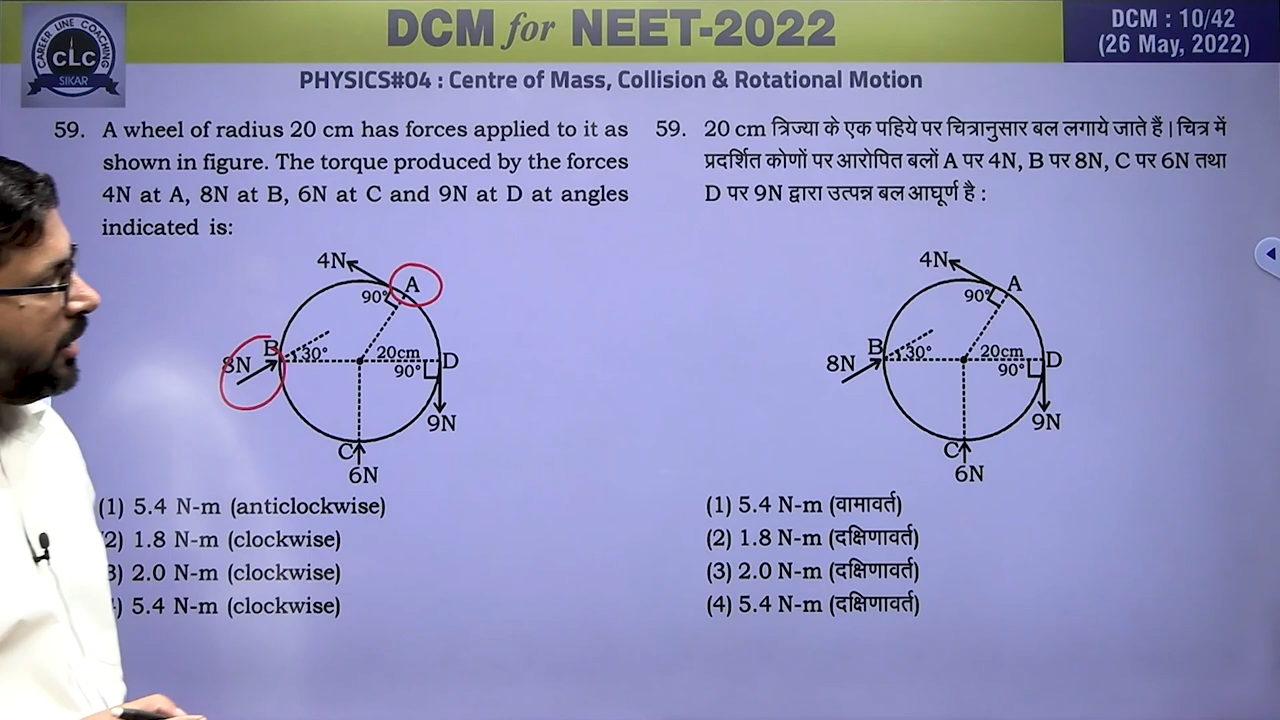 CAREER LINE COACHING
CLC
SIKAR
DCM for NEET-2022
DCM : 10/42
(26 May, 2022)
PHYSICS#04 : Centre of Mass, Collision & Rotational Motion
59. A wheel of radius 20 cm has forces applied to it as
shown in figure. The torque produced by the forces
4N at A, 8N at B, 6N at C and 9N at D at angles
indicated is:
4N
A
90°
B
30°
20cm
D
8N
90°
9N
C
6N
(1) 5.4 N-m (anticlockwise)
2) 1.8 N-m (clockwise)
3) 2.0 N-m (clockwise)
) 5.4 N-m (clockwise)
59. 20 cm त्रिज्या के एक पहिये पर चित्रानुसार बल लगाये जाते हैं। चित्र में
प्रदर्शित कोणों पर आरोपित बलों A पर 4N, B पर 8N, C पर 6N तथा
D पर 9N द्वारा उत्पन्न बल आघूर्ण है :
4N
A
90°
B
30°
20cm
D
8N
90°
9N
C
6N
(1) 5.4 N-m (वामावर्त)
(2) 1.8 N-m (दक्षिणावर्त)
(3) 2.0 N-m (दक्षिणावर्त)
(4) 5.4 N-m (दक्षिणावर्त)